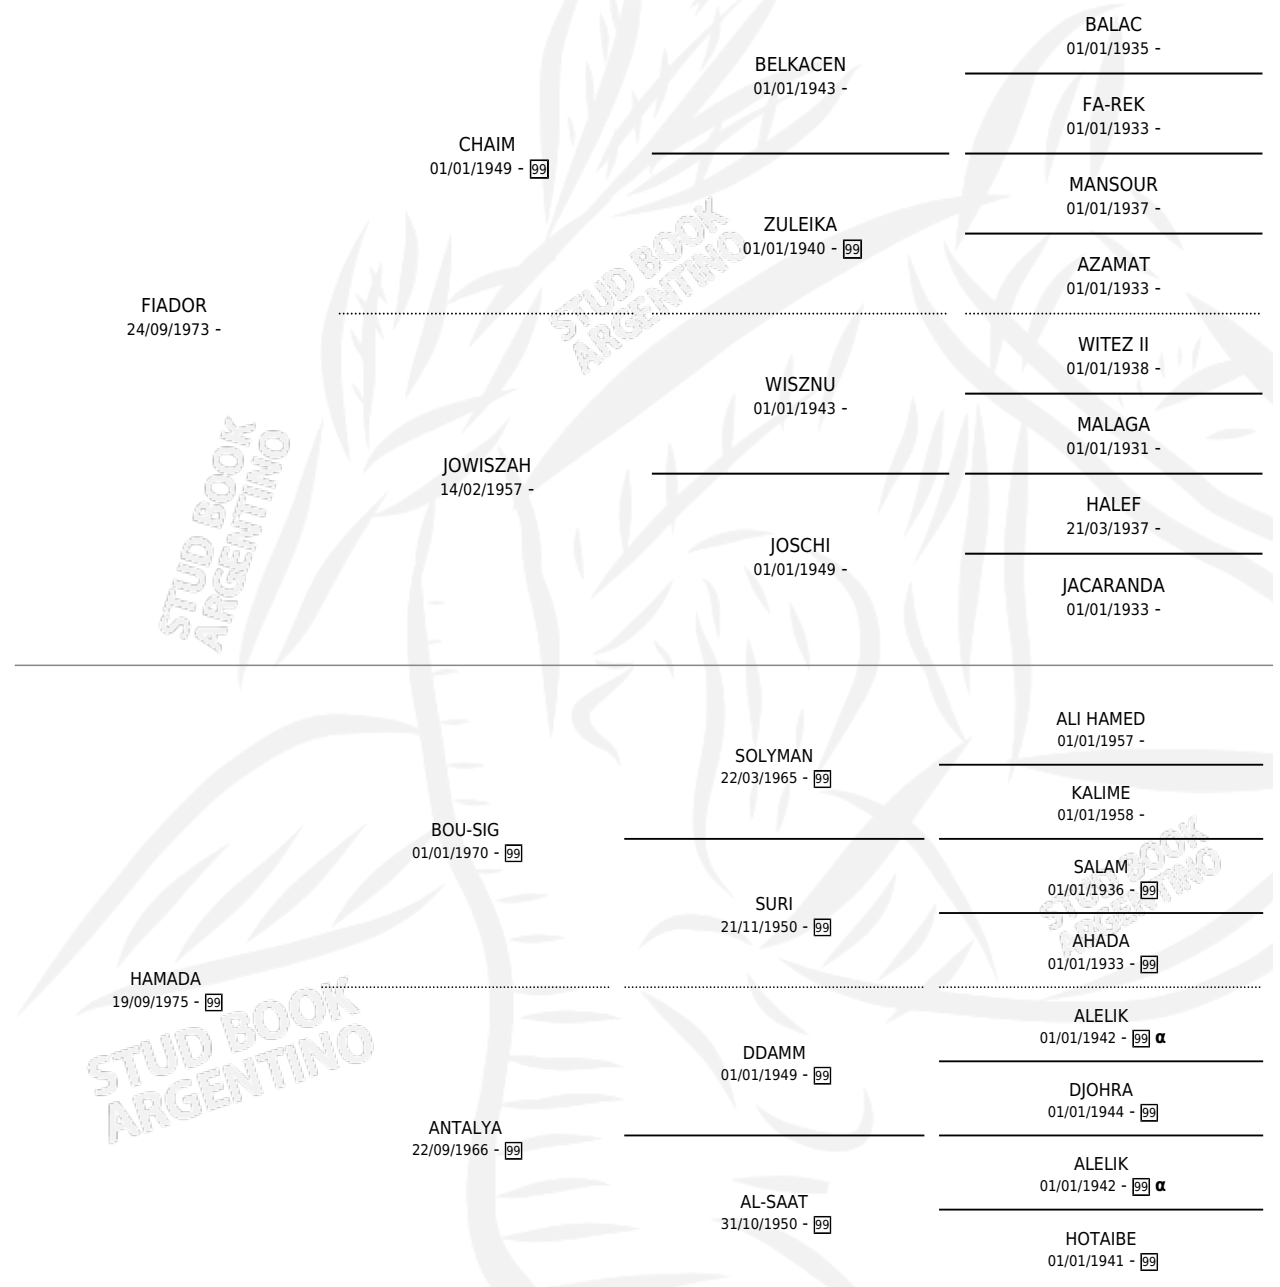 BALAC
01/01/1935 -
BELKACEN
01/01/1943 -
FA-REK
01/01/1933 -
CHAIM
01/01/1949 - 99
MANSOUR
01/01/1937 -
ZULEIKA
01/01/1940 - 99
AZAMAT
01/01/1933 -
FIADOR
24/09/1973 -
WITEZ II
01/01/1938 -
WISZNU
01/01/1943 -
MALAGA
01/01/1931 -
JOWISZAH
14/02/1957 -
HALEF
21/03/1937 -
JOSCHI
01/01/1949 -
JACARANDA
01/01/1933 -
ALI HAMED
01/01/1957 -
SOLYMAN
22/03/1965 - 99
KALIME
01/01/1958 -
BOU-SIG
01/01/1970 - 99
SALAM
01/01/1936 - 99
SURI
21/11/1950 - 99
AHADA
01/01/1933 - 99
HAMADA
19/09/1975 - 99
ALELIK
01/01/1942 - 99 α
DDAMM
01/01/1949 - 99
DJOHRA
01/01/1944 - 99
ANTALYA
22/09/1966 - 99
ALELIK
01/01/1942 - 99 α
AL-SAAT
31/10/1950 - 99
HOTAIBE
01/01/1941 - 99
STUD BOOK
ARGENTINO
STUD BOOK
ARGENTINO
STUD BOOK
ARGENTINO
STUD BOOK
ARGENTINO